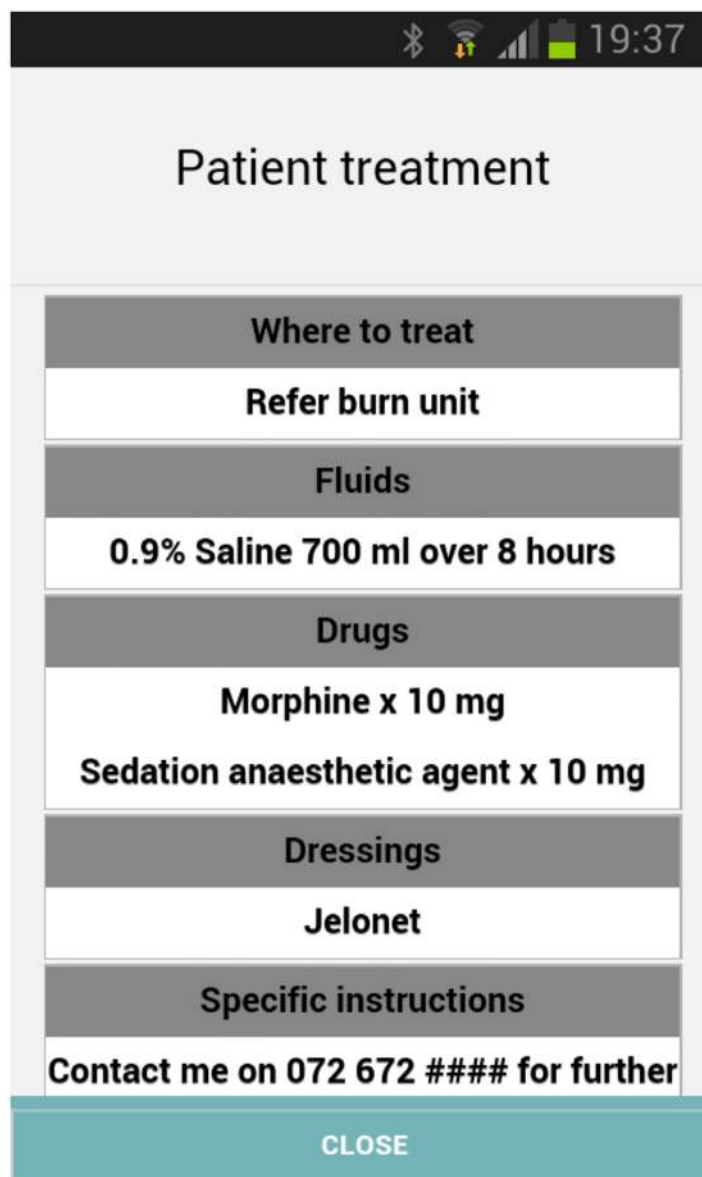 19:37
Patient treatment
Where to treat
Refer burn unit
Fluids
0.9% Saline 700 ml over 8 hours
Drugs
Morphine x 10 mg
Sedation anaesthetic agent x 10 mg
Dressings
Jelonet
Specific instructions
Contact me on 072 672 #### for further
CLOSE